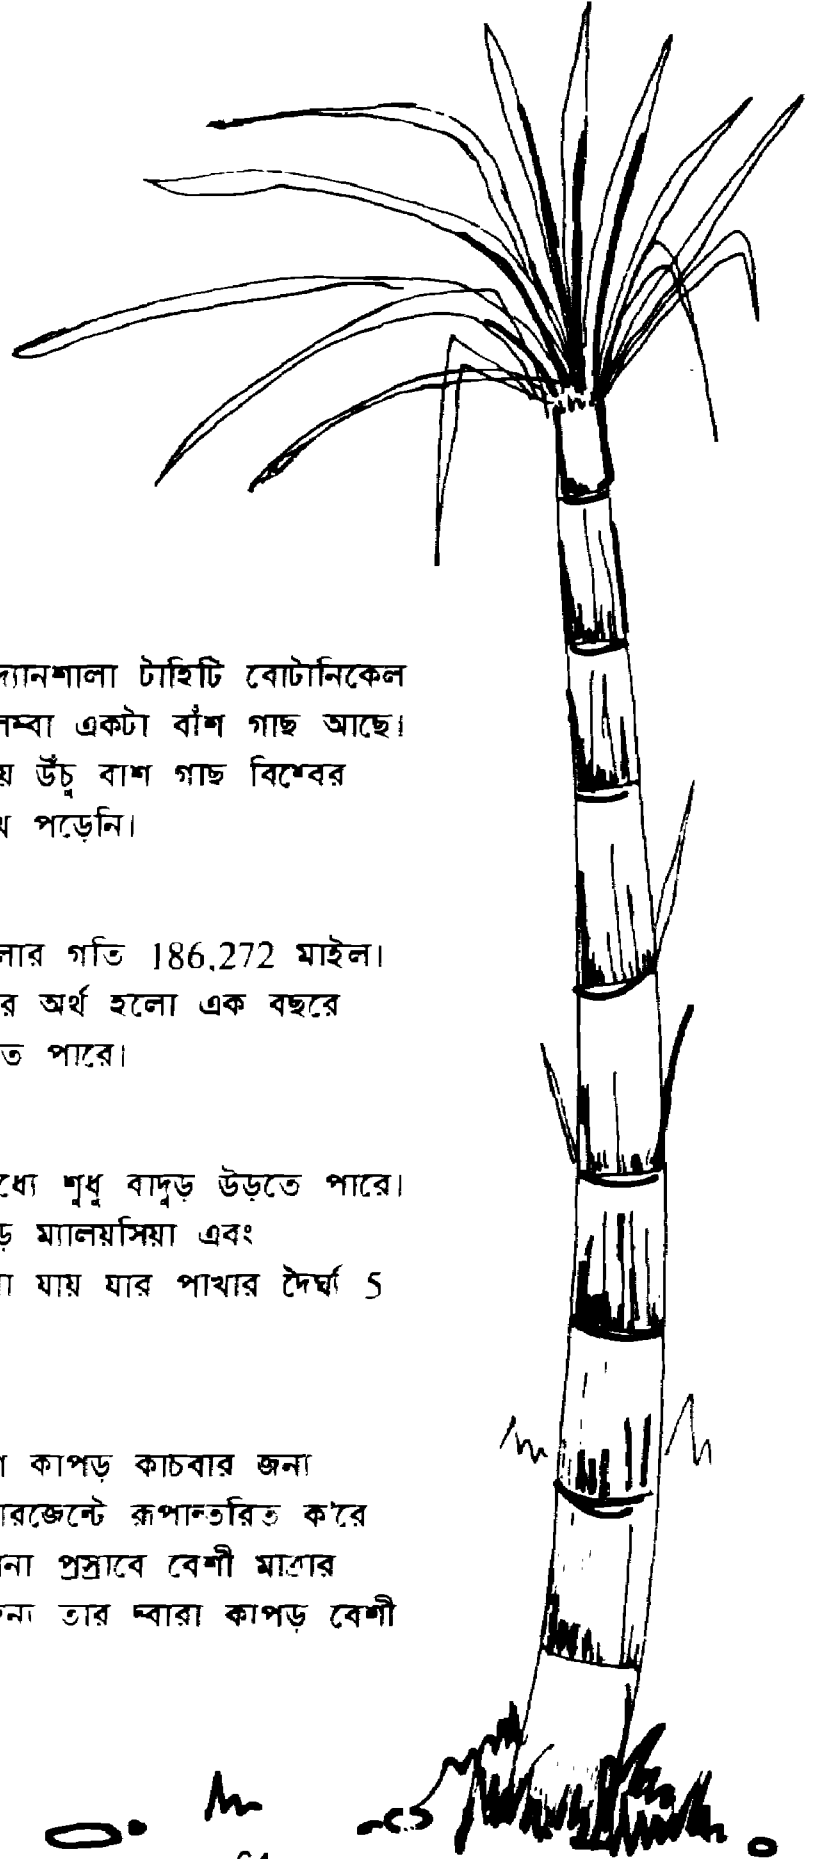 দ্যানশালা টাহিটি বোটানিকেল
লম্বা একটা বাঁশ গাছ আছে।
য় উঁচু বাশ গাছ বিশ্বের
পড়েনি।
লার গতি 186,272 মাইল।
র অর্থ হলো এক বছরে
ত পারে।
ধ্যে শুধু বাদুড় উড়তে পারে।
ড় ম্যালয়সিয়া এবং
া যায় যার পাখার দৈর্ঘ্য 5
কাপড় কাচবার জন্য
ারজেন্টে রূপান্তরিত ক'রে
না প্রস্রাবে বেশী মাত্রার
তার দ্বারা কাপড় বেশী